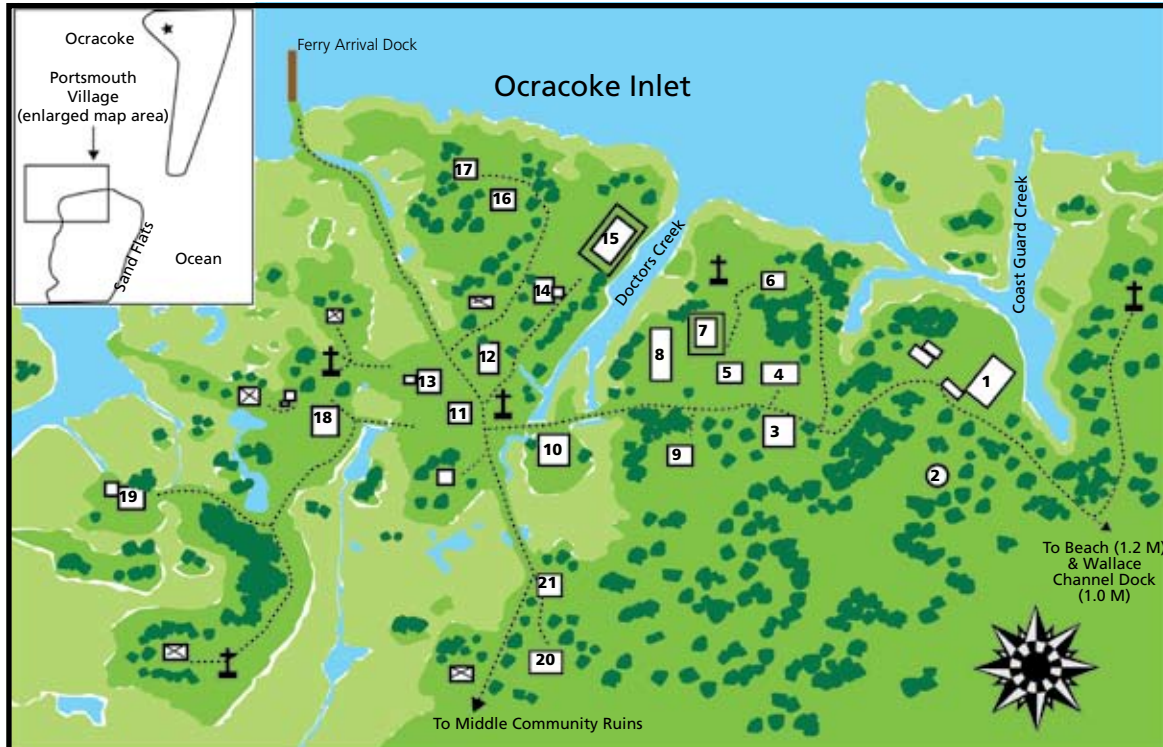 Ocracoke
Portsmouth
Village
(enlarged map area)
Sand Flats
Ocean
Ferry Arrival Dock
Ocracoke Inlet
Doctors Creek
Coast Guard Creek
17
16
15
14
6
7
8
12
5
4
13
1
11
18
3
10
9
2
19
21
20
To Beach (1.2 M)
& Wallace
Channel Dock
(1.0 M)
To Middle Community Ruins